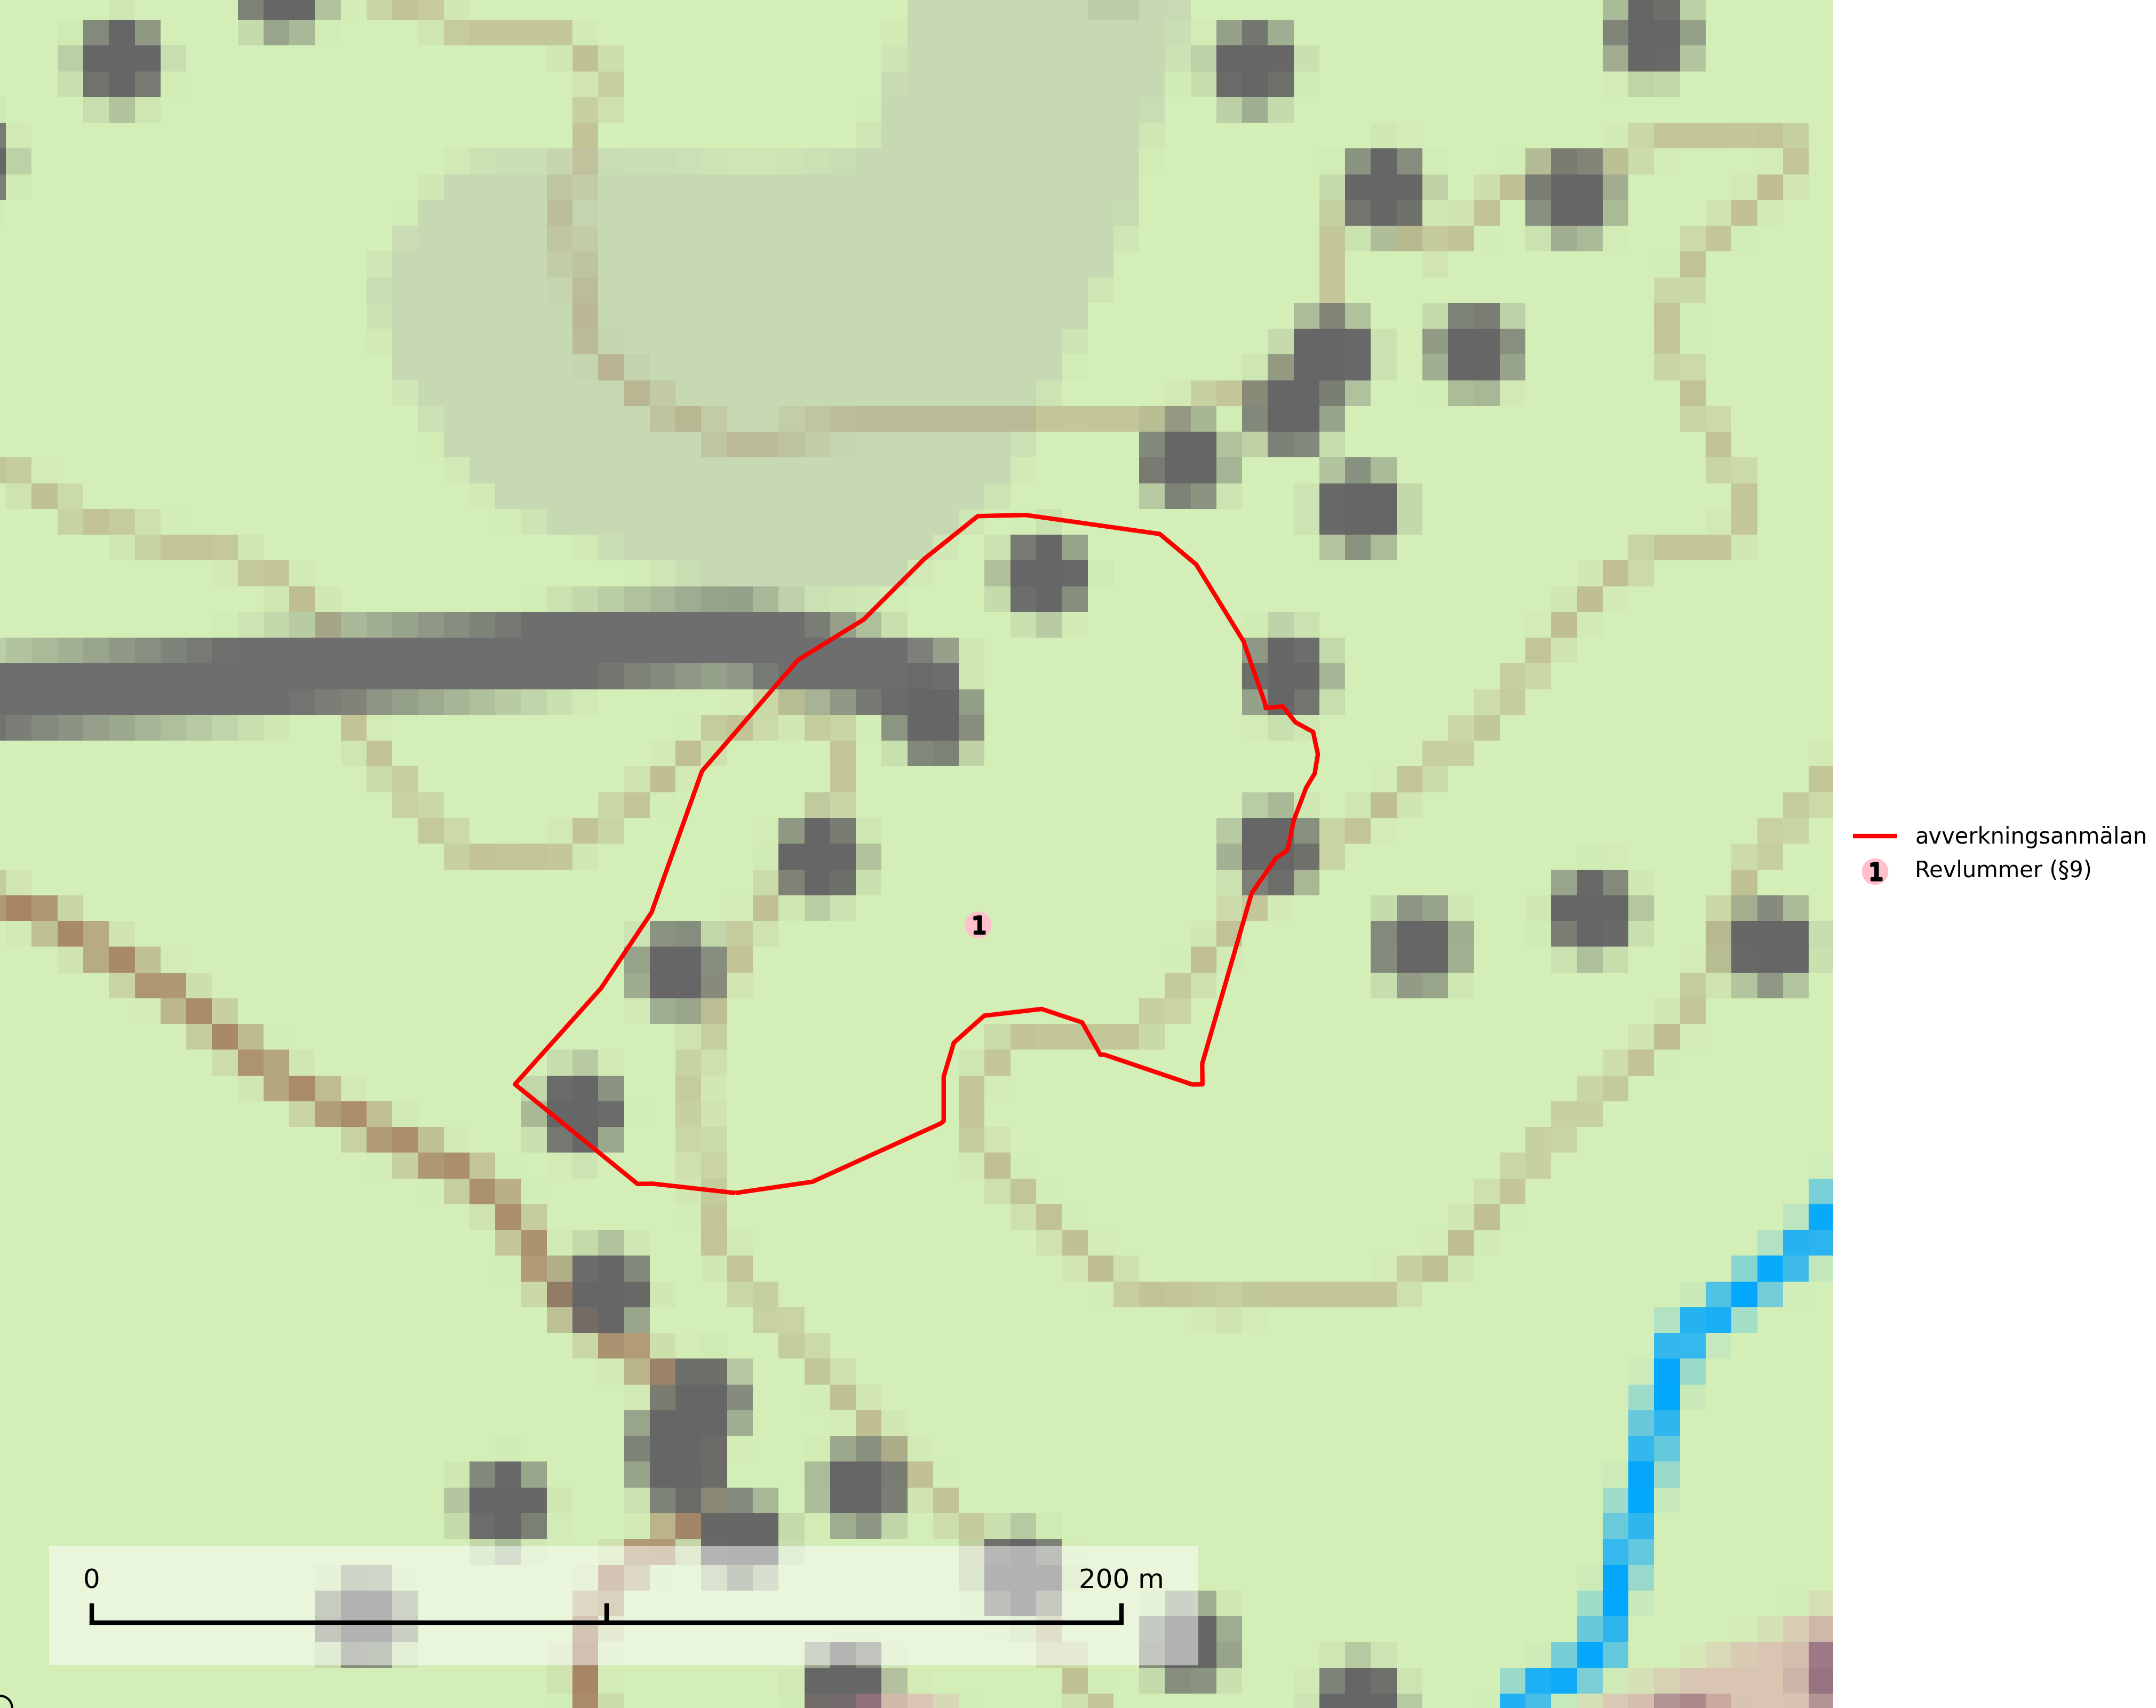 avverkningsanmälan
1 Revlummer (§9)
1
0 200 m